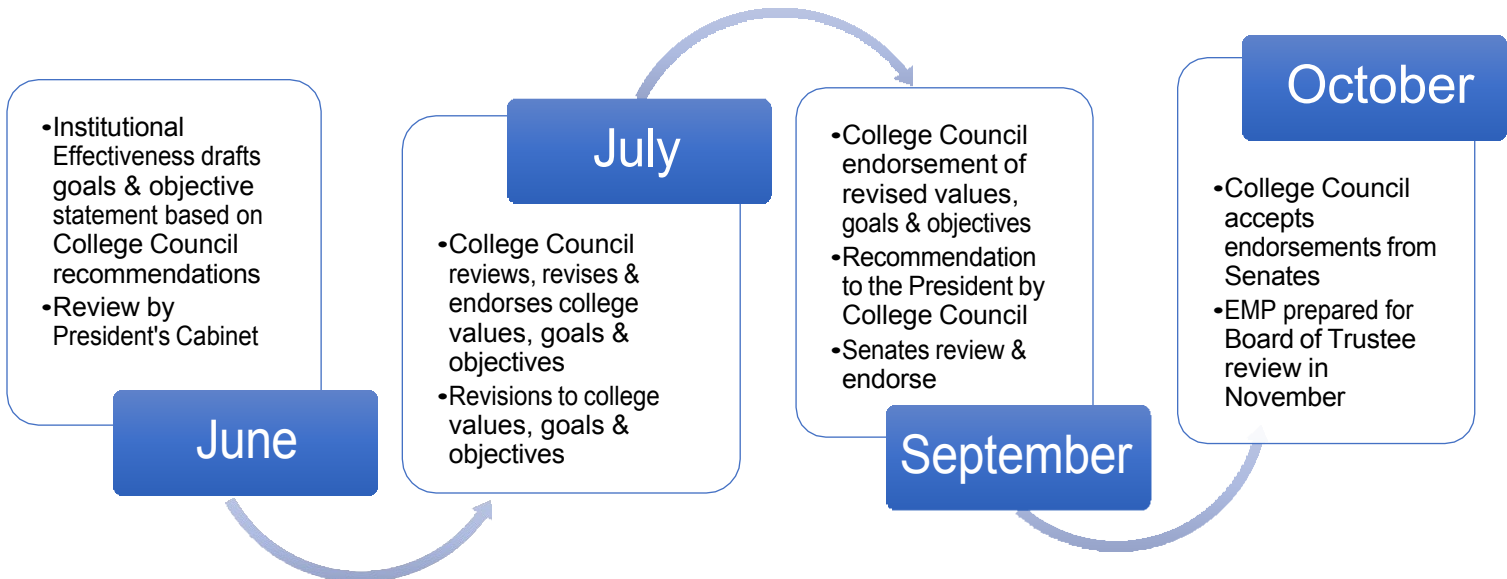 •Institutional
Effectiveness drafts
goals & objective
statement based on
College Council
recommendations
•Review by
President's Cabinet
June
July
•College Council
reviews, revises &
endorses college
values, goals &
objectives
•Revisions to college
values, goals &
objectives
•College Council
endorsement of
revised values,
goals & objectives
•Recommendation
to the President by
College Council
•Senates review &
endorse
September
October
•College Council
accepts
endorsements from
Senates
•EMP prepared for
Board of Trustee
review in
November